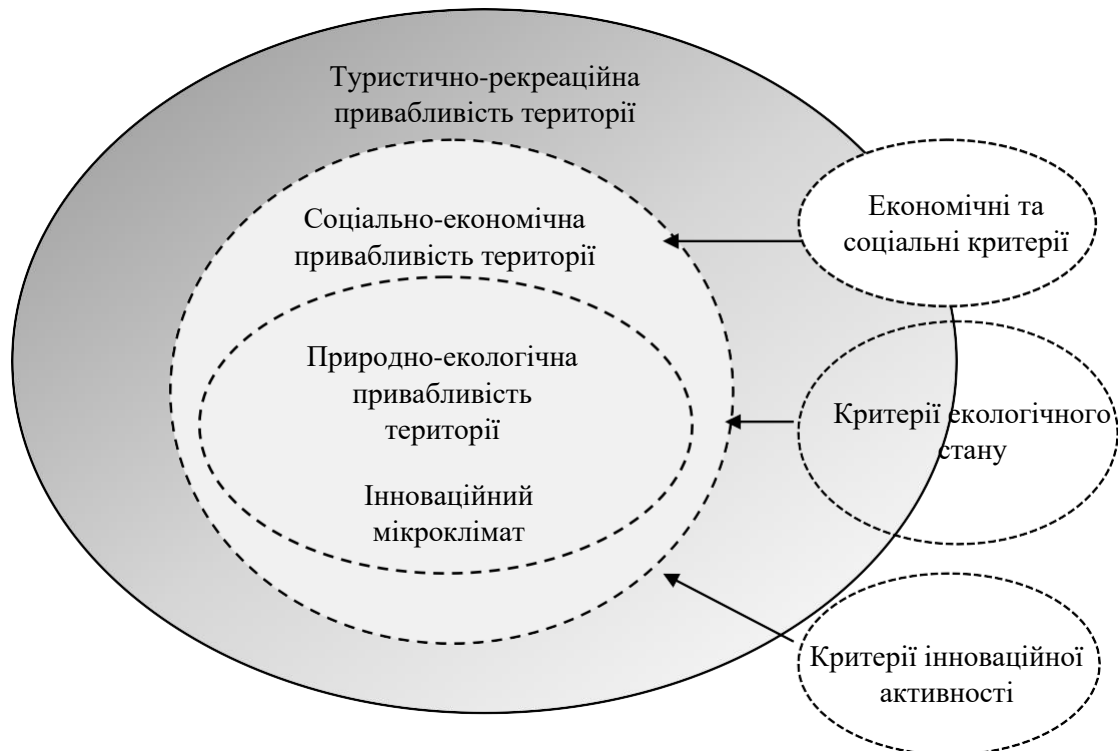 Туристично-рекреаційна
привабливість території
Соціально-економічна
привабливість території
Природно-екологічна
привабливість
території
Інноваційний
мікроклімат
Економічні та
соціальні критерії
Критерії екологічного
стану
Критерії інноваційної
активності